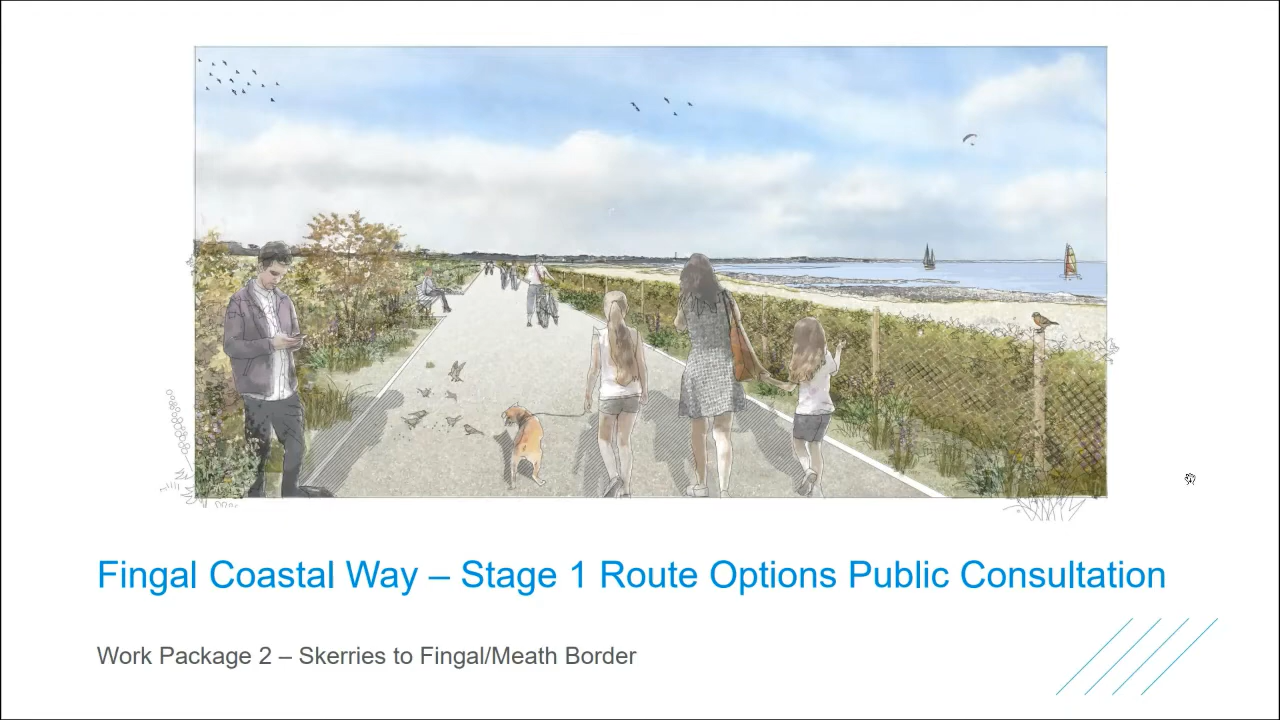 Fingal Coastal Way – Stage 1 Route Options Public Consultation
Work Package 2 – Skerries to Fingal/Meath Border